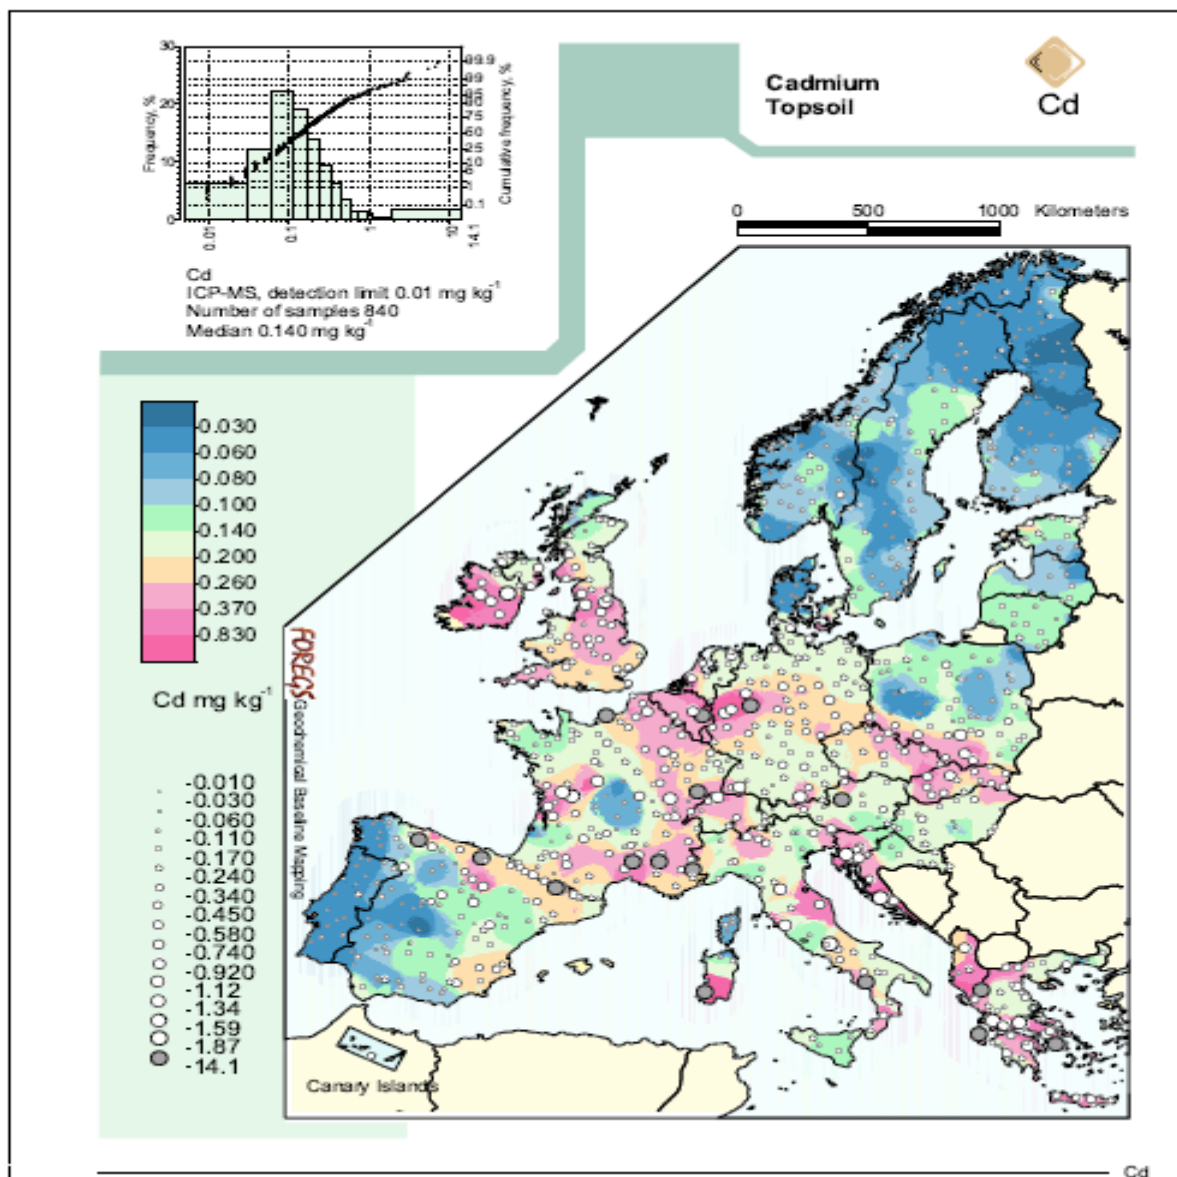 Cadmium
Topsoil
Cd
30
20
10
0
Frequency, %
99.9
99
75
50
25
10
1
0.1
Cumulative frequency, %
0.01
0.1
1
10
14.1
Cd
ICP-MS, detection limit 0.01 mg kg-1
Number of samples 840
Median 0.140 mg kg-1
0 500 1000 Kilometers
0.030
0.060
0.080
0.100
0.140
0.200
0.260
0.370
0.830
Cd mg kg-1
FOREGS
Geochemical Baseline Mapping
-0.010
-0.030
-0.060
-0.110
-0.170
-0.240
-0.340
-0.450
-0.580
-0.740
-0.920
-1.12
-1.34
-1.59
-1.87
-14.1
Canary Islands
Cd